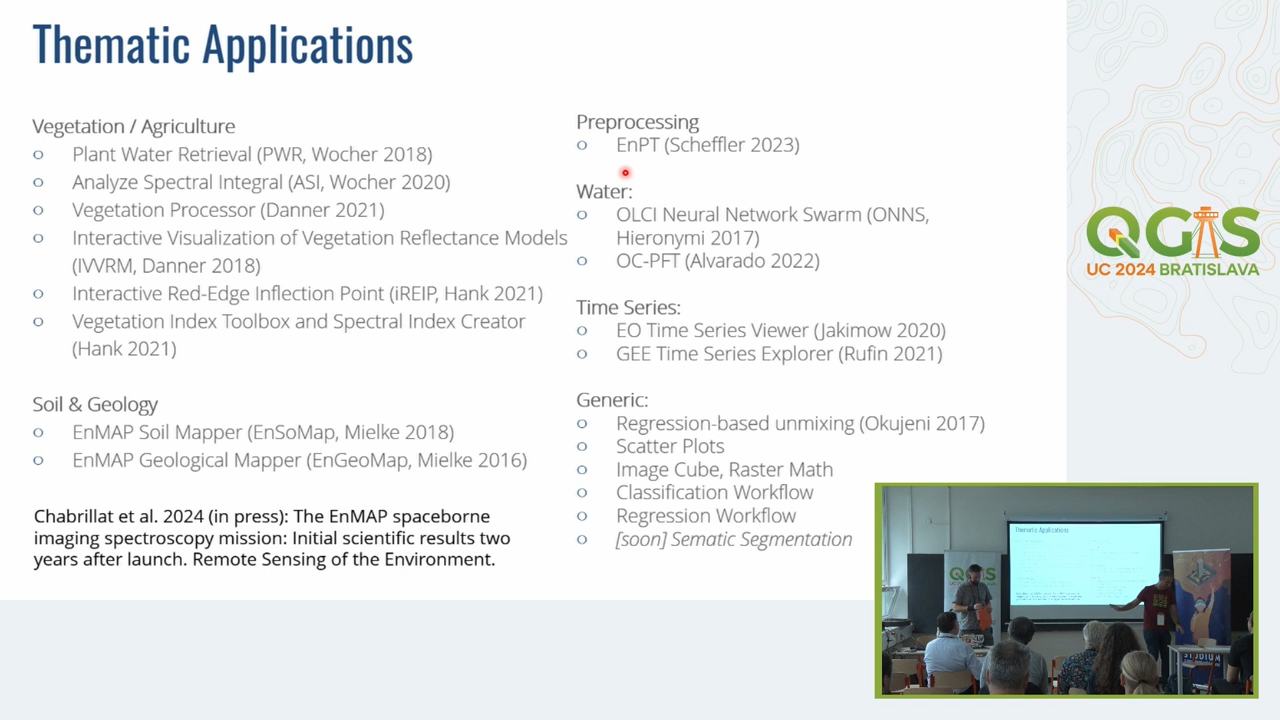 Thematic Applications
Vegetation / Agriculture
o Plant Water Retrieval (PWR, Wocher 2018)
o Analyze Spectral Integral (ASI, Wocher 2020)
o Vegetation Processor (Danner 2021)
o Interactive Visualization of Vegetation Reflectance Models
(IVVRM, Danner 2018)
o Interactive Red-Edge Inflection Point (iREIP, Hank 2021)
o Vegetation Index Toolbox and Spectral Index Creator
(Hank 2021)
Soil & Geology
o EnMAP Soil Mapper (EnSoMap, Mielke 2018)
o EnMAP Geological Mapper (EnGeoMap, Mielke 2016)
Chabrillat et al. 2024 (in press): The EnMAP spaceborne
imaging spectroscopy mission: Initial scientific results two
years after launch. Remote Sensing of the Environment.
Preprocessing
o EnPT (Scheffler 2023)
Water:
o OLCI Neural Network Swarm (ONNS,
Hieronymi 2017)
o OC-PFT (Alvarado 2022)
Time Series:
o EO Time Series Viewer (Jakimow 2020)
o GEE Time Series Explorer (Rufin 2021)
Generic:
o Regression-based unmixing (Okujeni 2017)
o Scatter Plots
o Image Cube, Raster Math
o Classification Workflow
o Regression Workflow
o [soon] Sematic Segmentation
QGIS
UC 2024 BRATISLAVA
Thematic Applications
QGIS